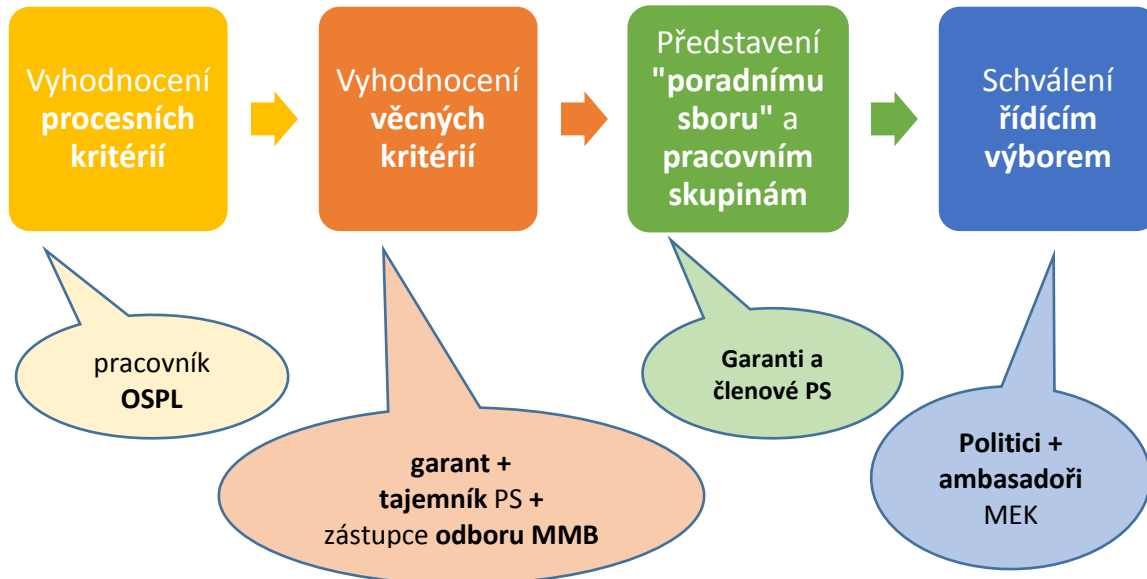 Vyhodnocení
procesních
kritérií
Vyhodnocení
věcných
kritérií
Představení
"poradnímu
sboru" a
pracovním
skupinám
Schválení
řídícím
výborem
pracovník
OSPL
garant +
tajemník PS +
zástupce odboru MMB
Garanti a
členové PS
Politici +
ambasadoři
MEK